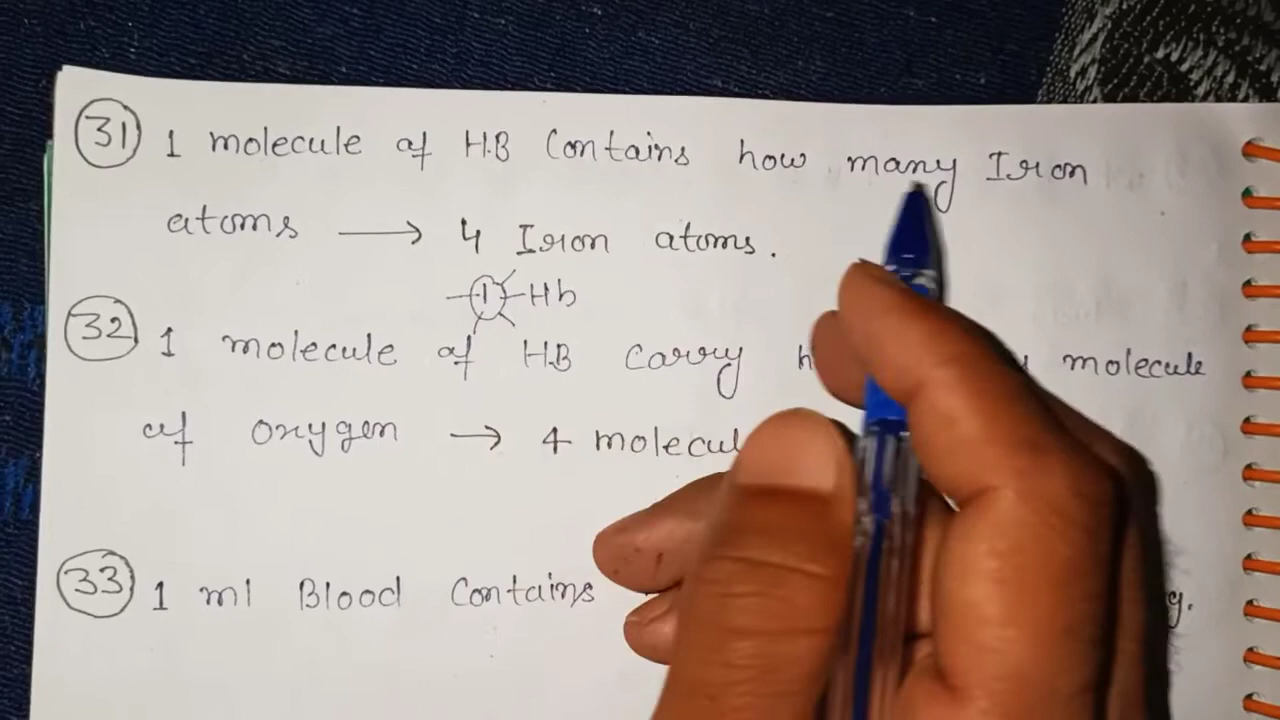 31 1 molecule of H.B Contains how many Iron
atoms → 4 Iron atoms.
1 Hb
32 1 molecule of H.B Carry molecule
of oxygen → 4
33 1 ml Blood Contains